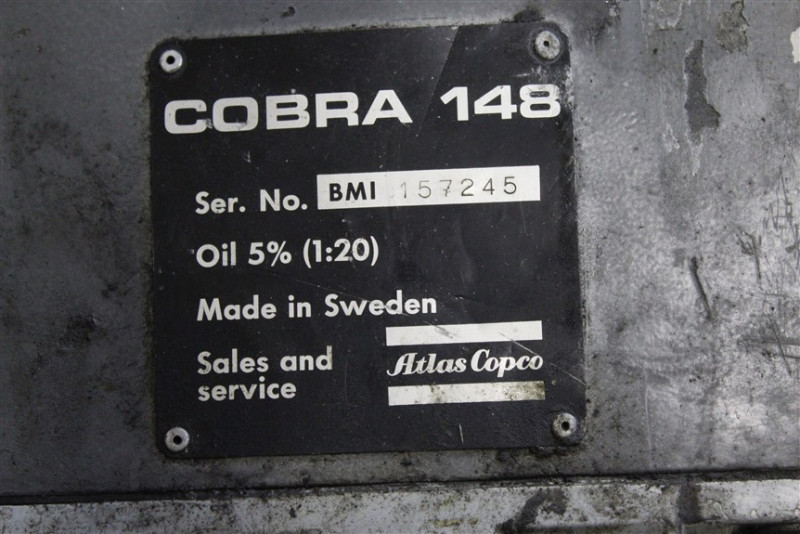 COBRA 148
Ser. No. BMI 157245
Oil 5% (1:20)
Made in Sweden
Sales and service
Atlas Copco